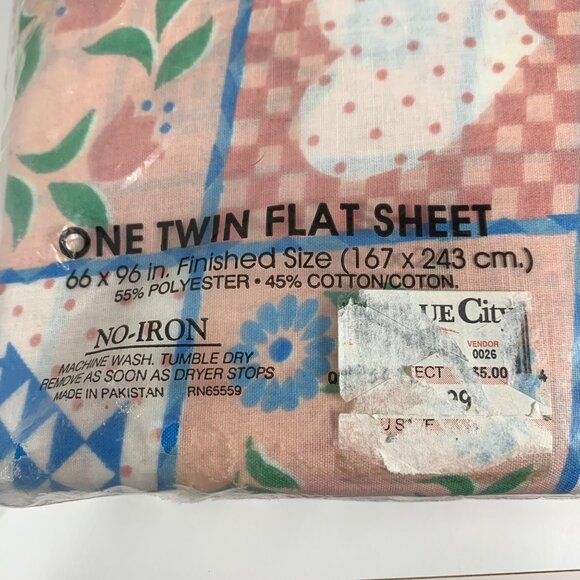 ONE TWIN FLAT SHEET
66 x 96 in. Finished Size (167 x 243 cm.)
55% POLYESTER • 45% COTTON/COTON.
NO-IRON
MACHINE WASH. TUMBLE DRY
REMOVE AS SOON AS DRYER STOPS
MADE IN PAKISTAN RN65559
UE City
VENDOR
0026
ECT $5.00
99